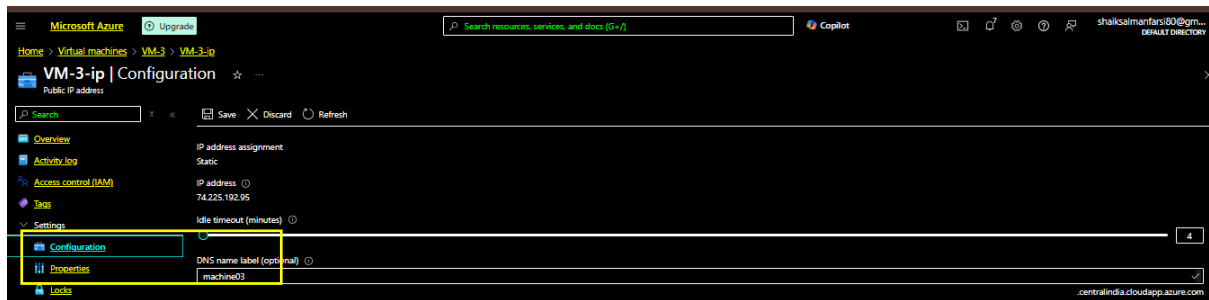 Microsoft Azure Upgrade Search resources, services, and docs (G+/) Copilot 7 shaiksalmanfarsi80@gm...
DEFAULT DIRECTORY
Home > Virtual machines > VM-3 > VM-3-ip
VM-3-ip | Configuration
Public IP address
Search
Save Discard Refresh
Overview
Activity log
Access control (IAM)
Tags
Settings
Configuration
Properties
Locks
IP address assignment
Static
IP address
74.225.192.95
Idle timeout (minutes)
4
DNS name label (optional)
machine03
.centralindia.cloudapp.azure.com